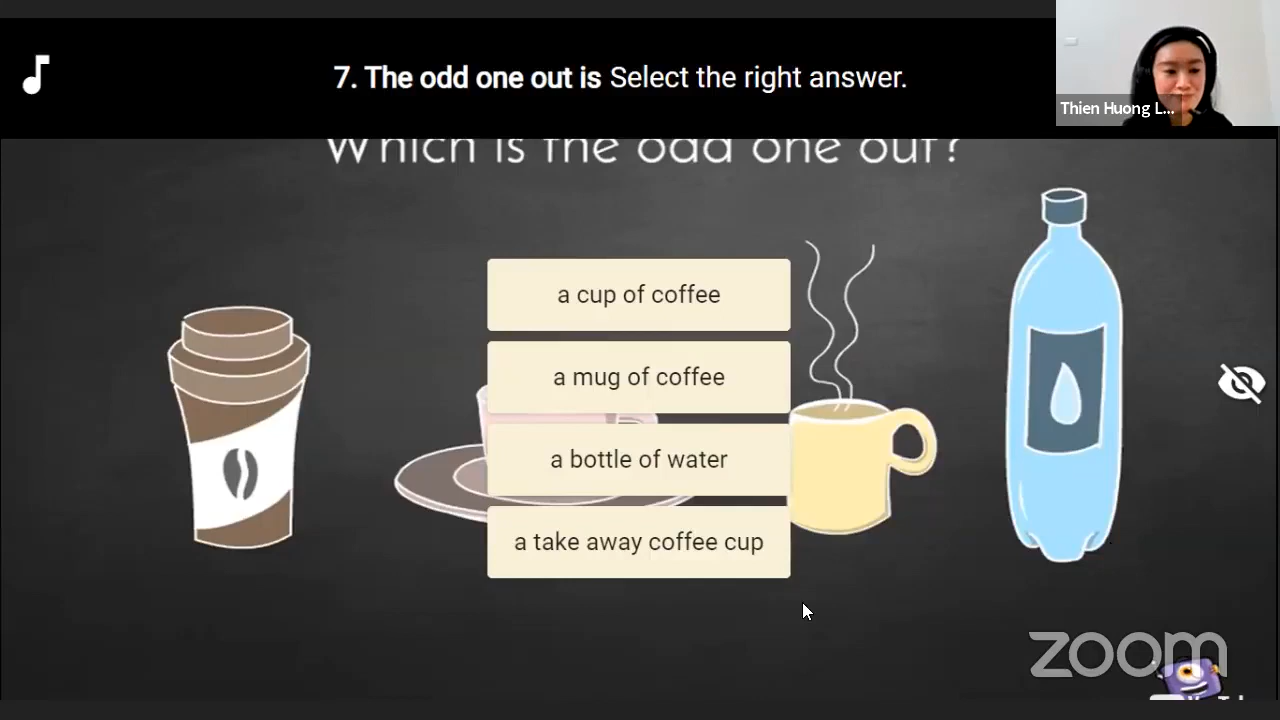 7. The odd one out is Select the right answer.
Thien Huong L...
Which is the odd one out?
a cup of coffee
a mug of coffee
a bottle of water
a take away coffee cup
zoom